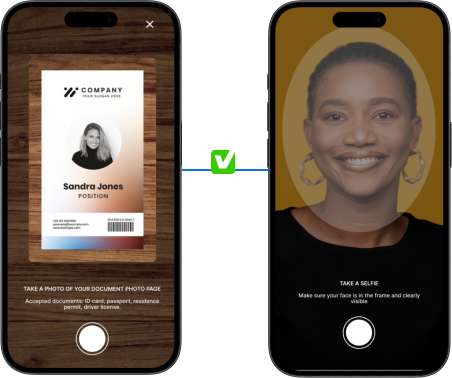 COMPANY
YOUR SLOGAN HERE
Sandra Jones
POSITION
TAKE A PHOTO OF YOUR DOCUMENT PHOTO PAGE
Accepted documents: ID card, passport, residence
permit, driver license.
TAKE A SELFIE
Make sure your face is in the frame and clearly
visible